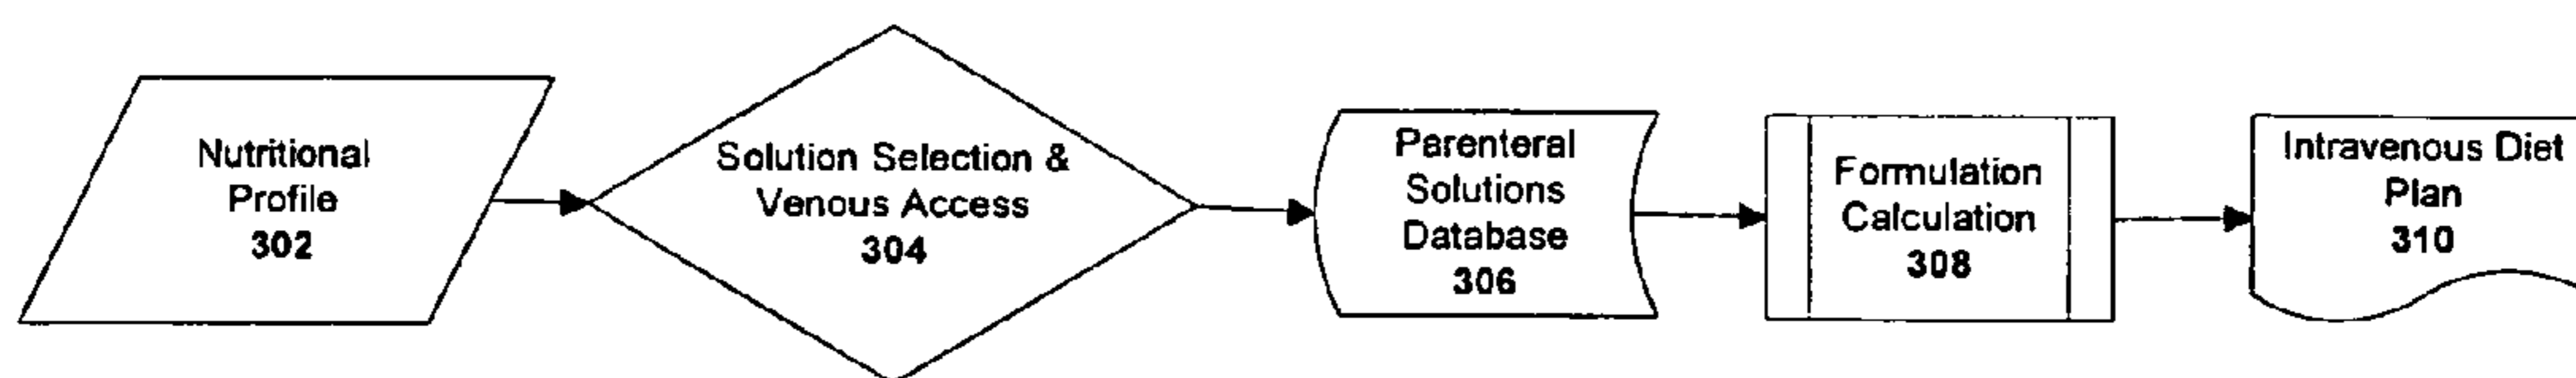 Nutritional
Profile
302
Solution Selection &
Venous Access
304
Parenteral
Solutions
Database
306
Formulation
Calculation
308
Intravenous Diet
Plan
310